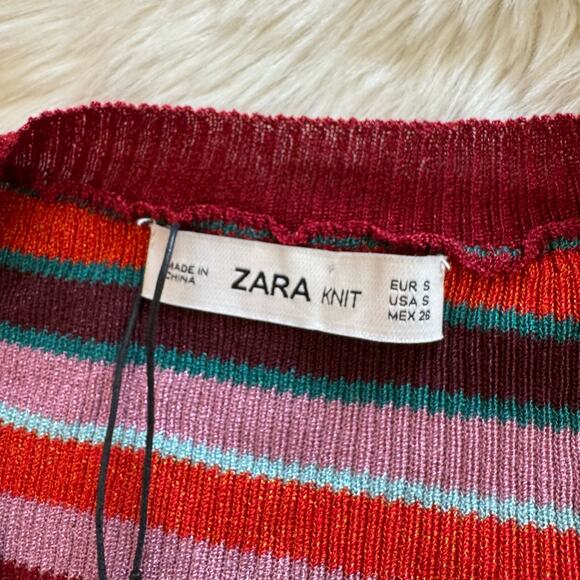 MADE IN
CHINA
ZARA KNIT
EUR S
USA S
MEX 26